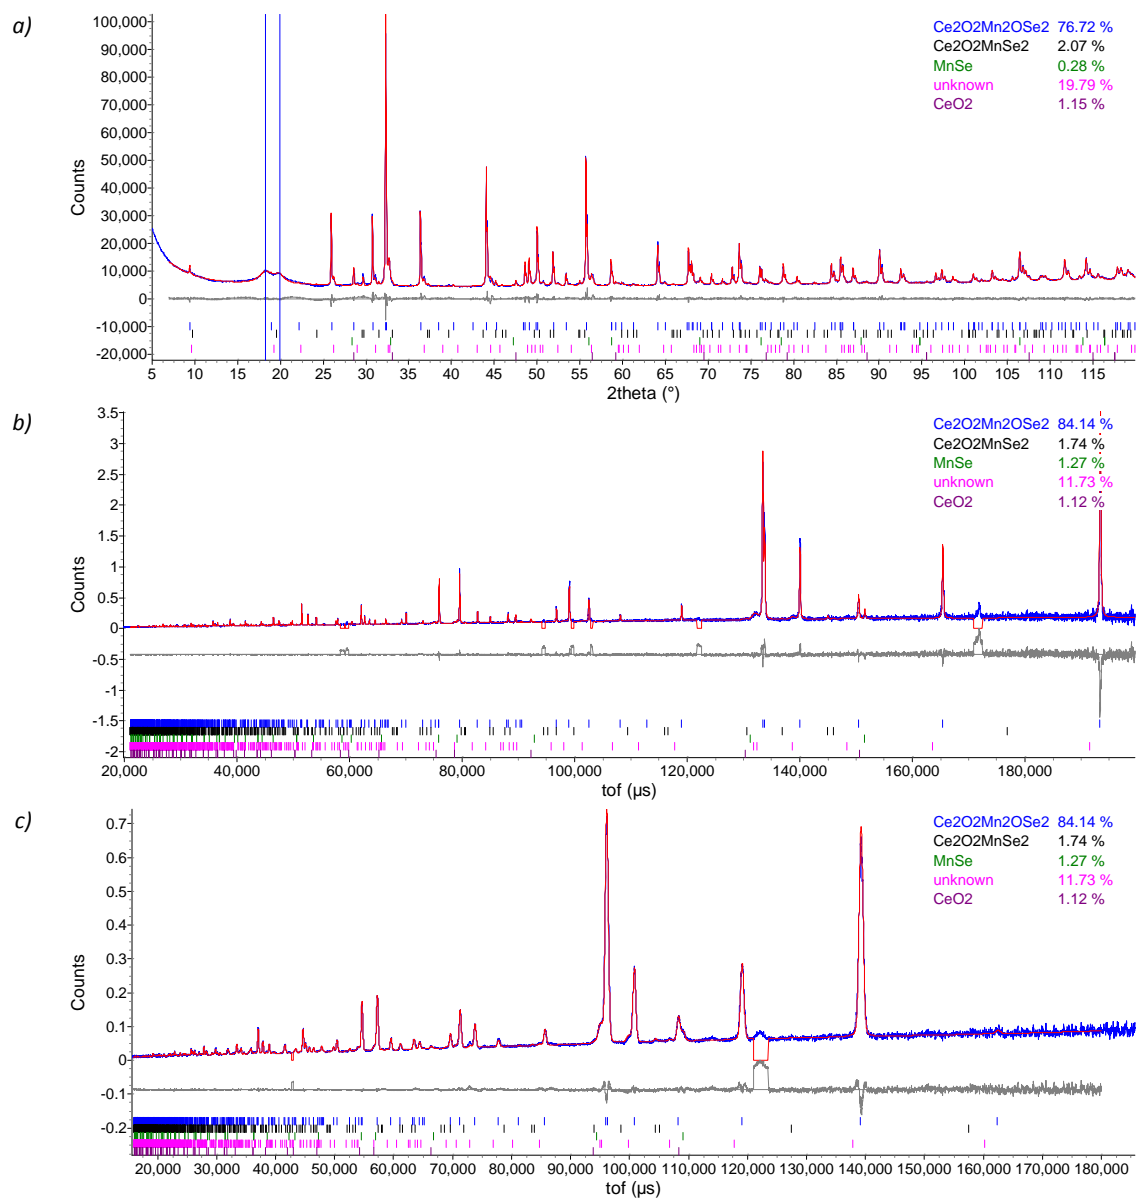 a)
100,000
90,000
80,000
70,000
60,000
50,000
40,000
30,000
20,000
10,000
0
-10,000
-20,000
Counts
Ce2O2Mn2OSe2 76.72 %
Ce2O2MnSe2 2.07 %
MnSe 0.28 %
unknown 19.79 %
CeO2 1.15 %
5 10 15 20 25 30 35 40 45 50 55 60 65 70 75 80 85 90 95 100 105 110 115
2theta (°)
b)
3.5
3
2.5
2
1.5
1
0.5
0
-0.5
-1
-1.5
-2
Counts
Ce2O2Mn2OSe2 84.14 %
Ce2O2MnSe2 1.74 %
MnSe 1.27 %
unknown 11.73 %
CeO2 1.12 %
20,000 40,000 60,000 80,000 100,000 120,000 140,000 160,000 180,000
tof (µs)
c)
0.7
0.6
0.5
0.4
0.3
0.2
0.1
0
-0.1
-0.2
Counts
Ce2O2Mn2OSe2 84.14 %
Ce2O2MnSe2 1.74 %
MnSe 1.27 %
unknown 11.73 %
CeO2 1.12 %
20,000 30,000 40,000 50,000 60,000 70,000 80,000 90,000 100,000 110,000 120,000 130,000 140,000 150,000 160,000 170,000 180,000
tof (µs)